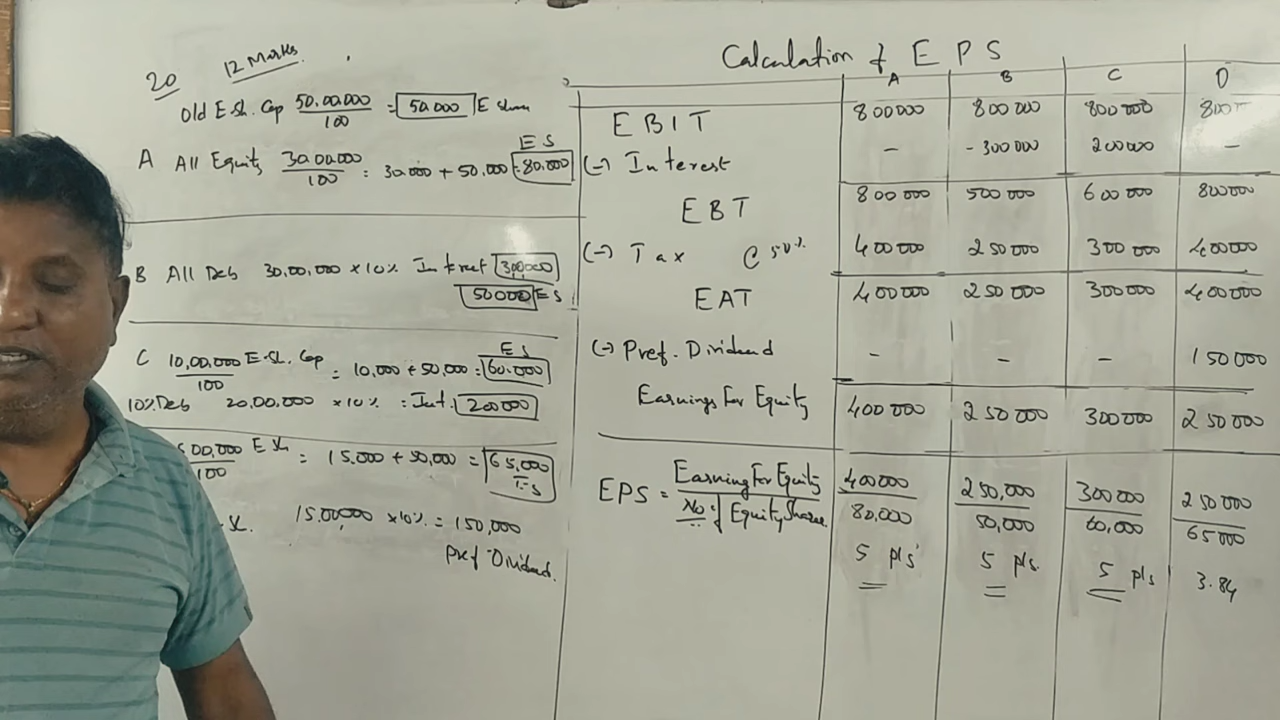 20 12 Marks
Old E.Sh. Cap 50,00,000 / 100 = 50,000 E Share
A All Equity 30,00,000 / 100 = 30,000 + 50,000 = 80,000 ES
B All Deb 30,00,000 × 10% Interest 300000
50000 ES
C 10,00,000 E.Sh. Cap / 100 = 10,000 + 50,000 = 60,000 ES
10% Deb 20,00,000 × 10% = Int. 200000
00,000 E Sh / 100 = 15,000 + 50,000 = 65,000
15,00,000 × 10% = 150,000
Pref Dividend.
Calculation of EPS
A B C D
EBIT 800000 800000 800000 800
(-) Interest - - 300000 200000 -
EBT 800000 500000 600000 800000
(-) Tax @ 50% 400000 250000 300000 400000
EAT 400000 250000 300000 400000
(-) Pref. Dividend - - - 150000
Earnings For Equity 400000 250000 300000 250000
EPS = Earning For Equity / No of Equity Shares 400000 / 80,000 250,000 / 50,000 300000 / 60,000 250000 / 65000
5 p/s 5 p/s 5 p/s 3.84